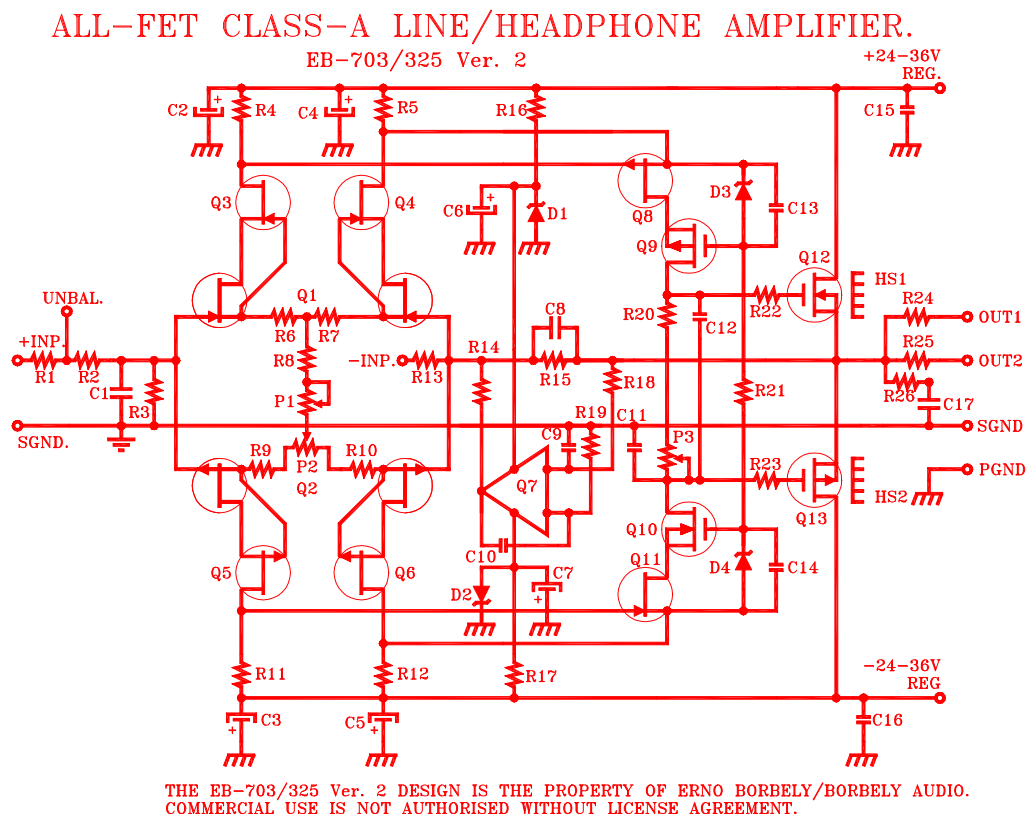 ALL-FET CLASS-A LINE/HEADPHONE AMPLIFIER.
EB-703/325 Ver. 2
+24-36V
REG.
C2 + R4 C4 + R5 R16 C15
Q3 Q4 C6 + D1 Q8 D3 C13
Q9 Q12 HS1
UNBAL. Q1 C8 R20 C12 R22 R24 OUT1
+INP. R6 R7 R14
R1 R2 R8 -INP. R13 R15 R18 R25 OUT2
C1 R3 P1 R19 C11 R21 R26 C17
SGND. C9 P3 SGND
R9 P2 R10 R23 PGND
Q2 Q7 HS2
Q10 Q13
C10 Q11
Q5 Q6 D2 C7 + D4 C14
R11 R12 R17 -24-36V
REG
C3 + C5 + C16
THE EB-703/325 Ver. 2 DESIGN IS THE PROPERTY OF ERNO BORBELY/BORBELY AUDIO.
COMMERCIAL USE IS NOT AUTHORISED WITHOUT LICENSE AGREEMENT.